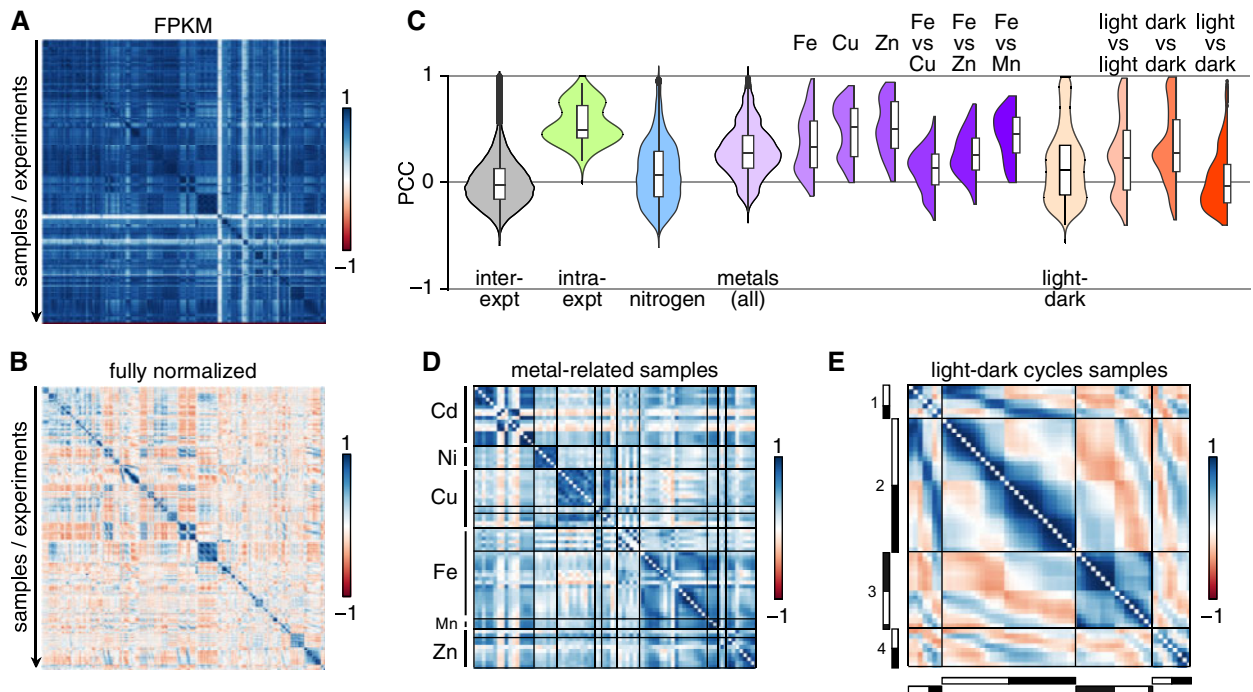 A
FPKM
samples / experiments
1
−1
B
fully normalized
samples / experiments
1
−1
C
PCC
1
0
−1
inter-
expt
intra-
expt
nitrogen
metals
(all)
Fe
Cu
Zn
Fe
vs
Cu
Fe
vs
Zn
Fe
vs
Mn
light-
dark
light
vs
light
dark
vs
dark
light
vs
dark
D
metal-related samples
Cd
Ni
Cu
Fe
Mn
Zn
1
−1
E
light-dark cycles samples
1
2
3
4
1
−1